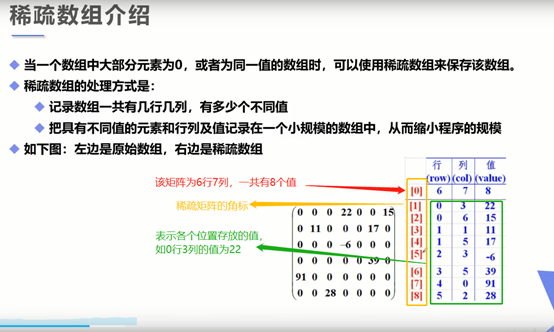 稀疏数组介绍
当一个数组中大部分元素为0，或者为同一值的数组时，可以使用稀疏数组来保存该数组。
稀疏数组的处理方式是：
记录数组一共有几行几列，有多少个不同值
把具有不同值的元素和行列及值记录在一个小规模的数组中，从而缩小程序的规模
如下图：左边是原始数组，右边是稀疏数组
行 列 值
(row) (col) (value)
该矩阵为6行7列，一共有8个值
[0] 6 7 8
稀疏矩阵的角标
[1] 0 3 22
[2] 0 6 15
[3] 1 1 11
[4] 1 5 17
[5] 2 3 -6
[6] 3 5 39
[7] 4 0 91
[8] 5 2 28
表示各个位置存放的值，
如0行3列的值为22
0 0 0 22 0 0 15
0 11 0 0 0 17 0
0 0 0 -6 0 0 0
0 0 0 0 0 39 0
91 0 0 0 0 0 0
0 0 28 0 0 0 0